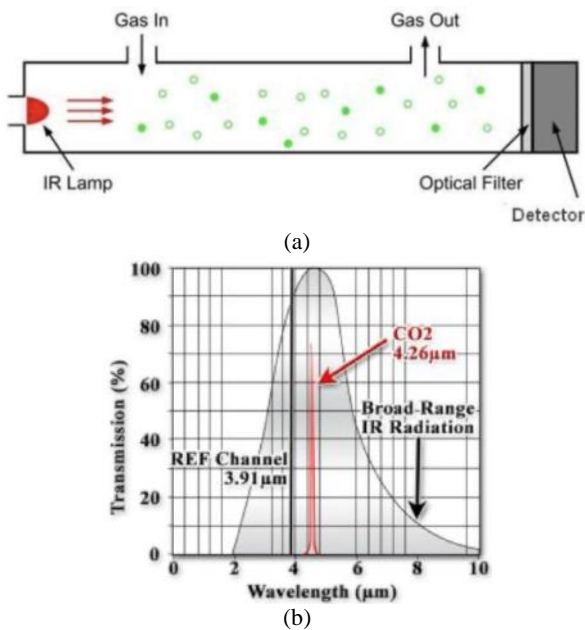 Gas In
Gas Out
IR Lamp
Optical Filter
Detector
(a)
100
80
60
40
20
0
Transmission (%)
CO2
4.26µm
Broad-Range
IR Radiation
REF Channel
3.91µm
0 2 4 6 8 10
Wavelength (µm)
(b)